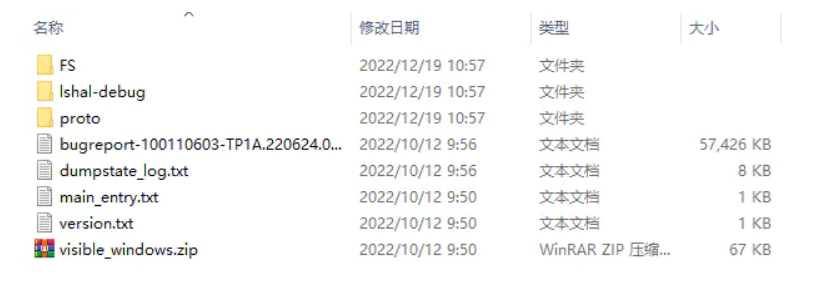 名称 修改日期 类型 大小
FS 2022/12/19 10:57 文件夹
lshal-debug 2022/12/19 10:57 文件夹
proto 2022/12/19 10:57 文件夹
bugreport-100110603-TP1A.220624.0... 2022/10/12 9:56 文本文档 57,426 KB
dumpstate_log.txt 2022/10/12 9:56 文本文档 8 KB
main_entry.txt 2022/10/12 9:50 文本文档 1 KB
version.txt 2022/10/12 9:50 文本文档 1 KB
visible_windows.zip 2022/10/12 9:50 WinRAR ZIP 压缩... 67 KB